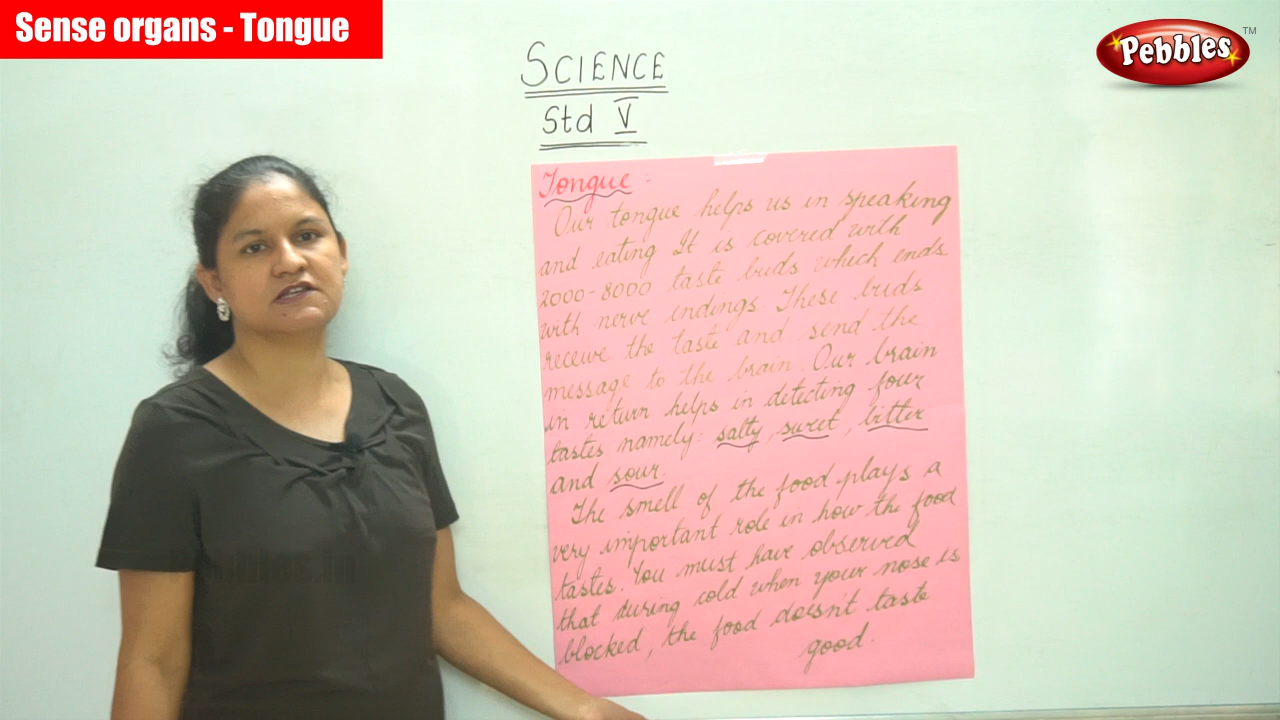 Sense organs - Tongue
Pebbles TM
SCIENCE
Std V
Tongue :
Our tongue helps us in speaking
and eating It is covered with
2000-8000 taste buds which ends
with nerve endings These buds
receive the taste and send the
message to the brain. Our brain
in return helps in detecting four
tastes namely: salty, sweet, bitter
and sour.
The smell of the food plays a
very important role in how the food
tastes. You must have observed
that during cold when your nose is
blocked, the food doesn't taste
good.
Pebbles.in